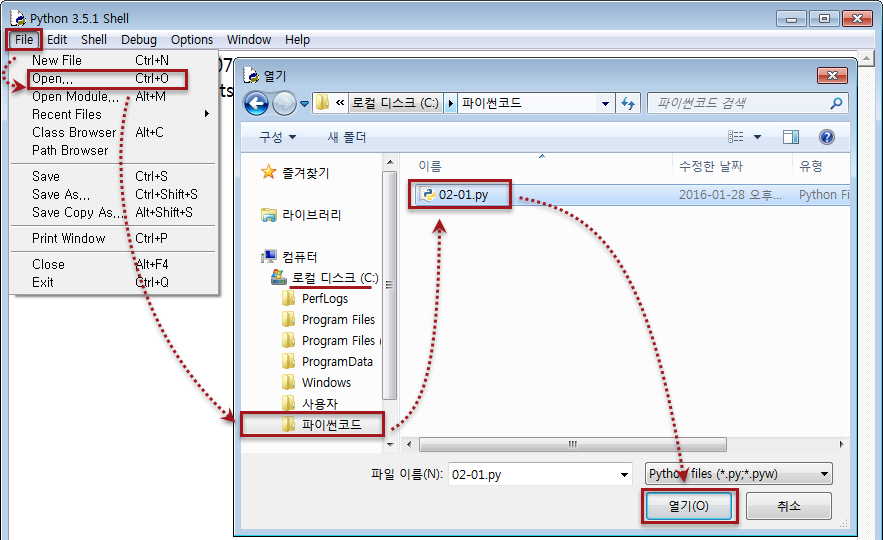 Python 3.5.1 Shell
File Edit Shell Debug Options Window Help
New File Ctrl+N
Open... Ctrl+O
Open Module... Alt+M
Recent Files
Class Browser Alt+C
Path Browser
Save Ctrl+S
Save As... Ctrl+Shift+S
Save Copy As... Alt+Shift+S
Print Window Ctrl+P
Close Alt+F4
Exit Ctrl+Q
열기
« 로컬 디스크 (C:) 파이썬코드
파이썬코드 검색
구성 새 폴더
즐겨찾기
라이브러리
컴퓨터
로컬 디스크 (C:)
PerfLogs
Program Files
Program Files (
ProgramData
Windows
사용자
파이썬코드
이름 수정한 날짜 유형
02-01.py 2016-01-28 오후... Python Fi
파일 이름(N): 02-01.py
Python files (*.py;*.pyw)
열기(O) 취소